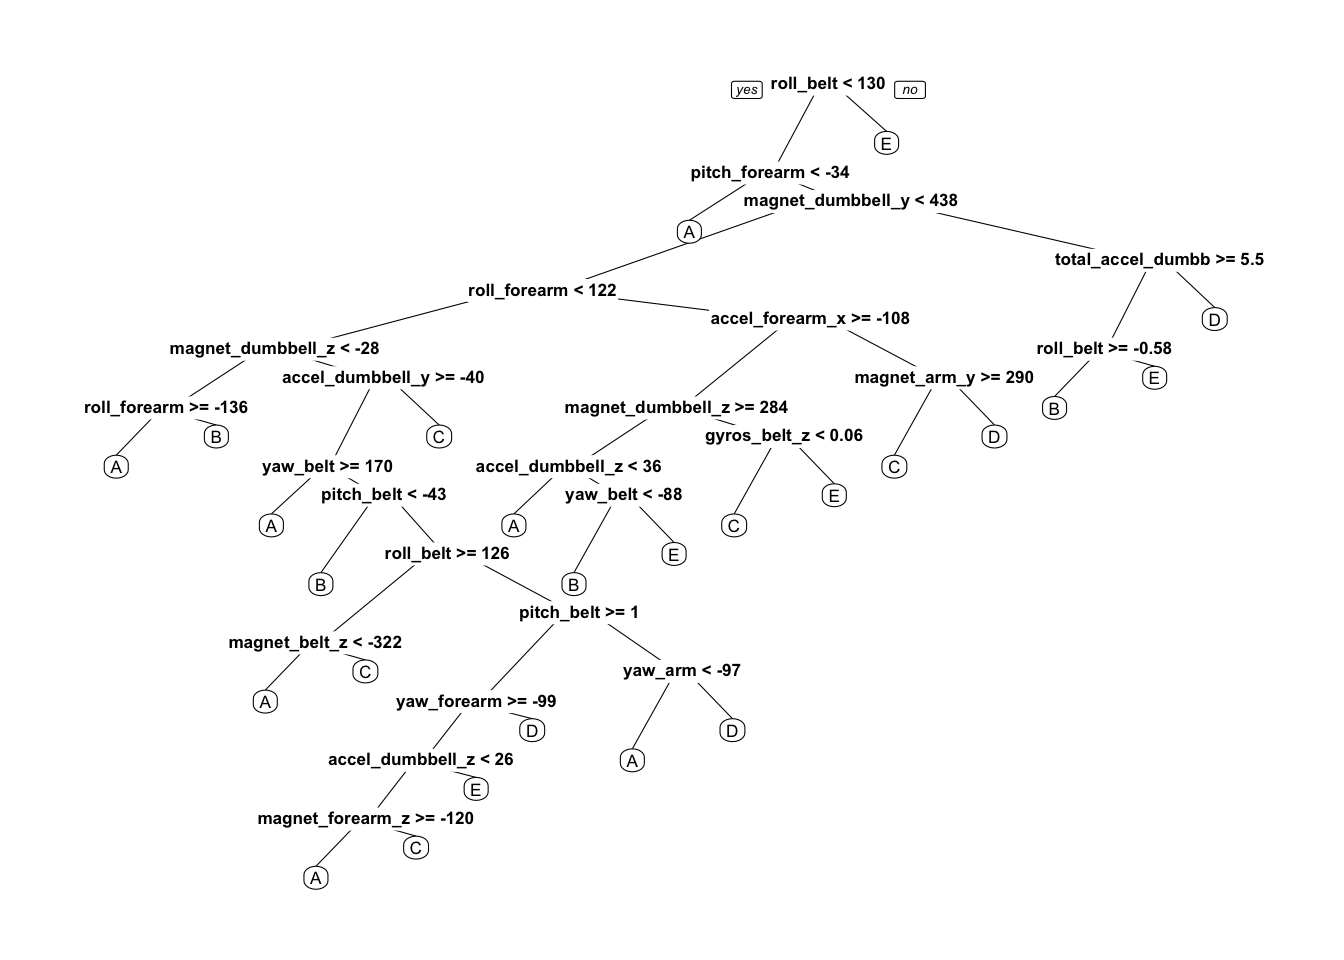 yes roll_belt < 130 no
E
pitch_forearm < -34
magnet_dumbbell_y < 438
A
total_accel_dumbb >= 5.5
roll_forearm < 122
accel_forearm_x >= -108
D
magnet_dumbbell_z < -28
roll_belt >= -0.58
accel_dumbbell_y >= -40
magnet_arm_y >= 290
E
roll_forearm >= -136
magnet_dumbbell_z >= 284
B
B
C
gyros_belt_z < 0.06
D
A
yaw_belt >= 170
accel_dumbbell_z < 36
C
pitch_belt < -43
yaw_belt < -88
E
A
A
C
roll_belt >= 126
E
B
B
pitch_belt >= 1
magnet_belt_z < -322
C
yaw_arm < -97
A
yaw_forearm >= -99
D
D
accel_dumbbell_z < 26
A
E
magnet_forearm_z >= -120
C
A